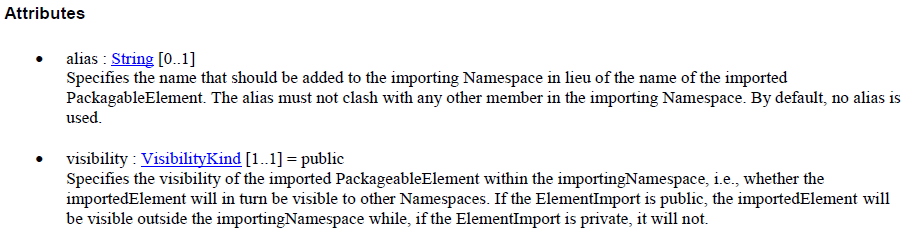 Attributes
• alias : String [0..1]
Specifies the name that should be added to the importing Namespace in lieu of the name of the imported
PackagableElement. The alias must not clash with any other member in the importing Namespace. By default, no alias is
used.
• visibility : VisibilityKind [1..1] = public
Specifies the visibility of the imported PackageableElement within the importingNamespace, i.e., whether the
importedElement will in turn be visible to other Namespaces. If the ElementImport is public, the importedElement will
be visible outside the importingNamespace while, if the ElementImport is private, it will not.